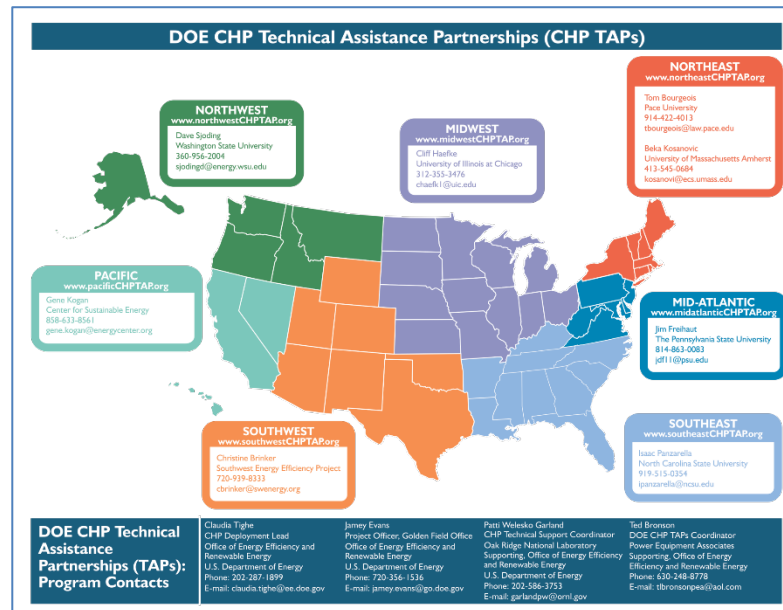 DOE CHP Technical Assistance Partnerships (CHP TAPs)
NORTHEAST
www.northeastCHPTAP.org
Tom Bourgeois
Pace University
914-422-4013
tbourgeois@law.pace.edu
Beka Kosanovic
University of Massachusetts Amherst
413-545-0684
kosanovi@ecs.umass.edu
NORTHWEST
www.northwestCHPTAP.org
Dave Sjoding
Washington State University
360-956-2004
sjodingd@energy.wsu.edu
MIDWEST
www.midwestCHPTAP.org
Cliff Haefke
University of Illinois at Chicago
312-355-3476
chaefk1@uic.edu
PACIFIC
www.pacificCHPTAP.org
Gene Kogan
Center for Sustainable Energy
858-633-8561
gene.kogan@energycenter.org
MID-ATLANTIC
www.midatlanticCHPTAP.org
Jim Freihaut
The Pennsylvania State University
814-863-0083
jdf11@psu.edu
SOUTHWEST
www.southwestCHPTAP.org
Christine Brinker
Southwest Energy Efficiency Project
720-939-8333
cbrinker@swenergy.org
SOUTHEAST
www.southeastCHPTAP.org
Isaac Panzarella
North Carolina State University
919-515-0354
ipanzarella@ncsu.edu
DOE CHP Technical
Assistance
Partnerships (TAPs):
Program Contacts
Claudia Tighe
CHP Deployment Lead
Office of Energy Efficiency and
Renewable Energy
U.S. Department of Energy
Phone: 202-287-1899
E-mail: claudia.tighe@ee.doe.gov
Jamey Evans
Project Officer, Golden Field Office
Office of Energy Efficiency and
Renewable Energy
U.S. Department of Energy
Phone: 720-356-1536
E-mail: jamey.evans@go.doe.gov
Patti Welesko Garland
CHP Technical Support Coordinator
Oak Ridge National Laboratory
Supporting, Office of Energy Efficiency
and Renewable Energy
U.S. Department of Energy
Phone: 202-586-3753
E-mail: garlandpw@ornl.gov
Ted Bronson
DOE CHP TAPs Coordinator
Power Equipment Associates
Supporting, Office of Energy
Efficiency and Renewable Energy
Phone: 630-248-8778
E-mail: tlbronsonpea@aol.com